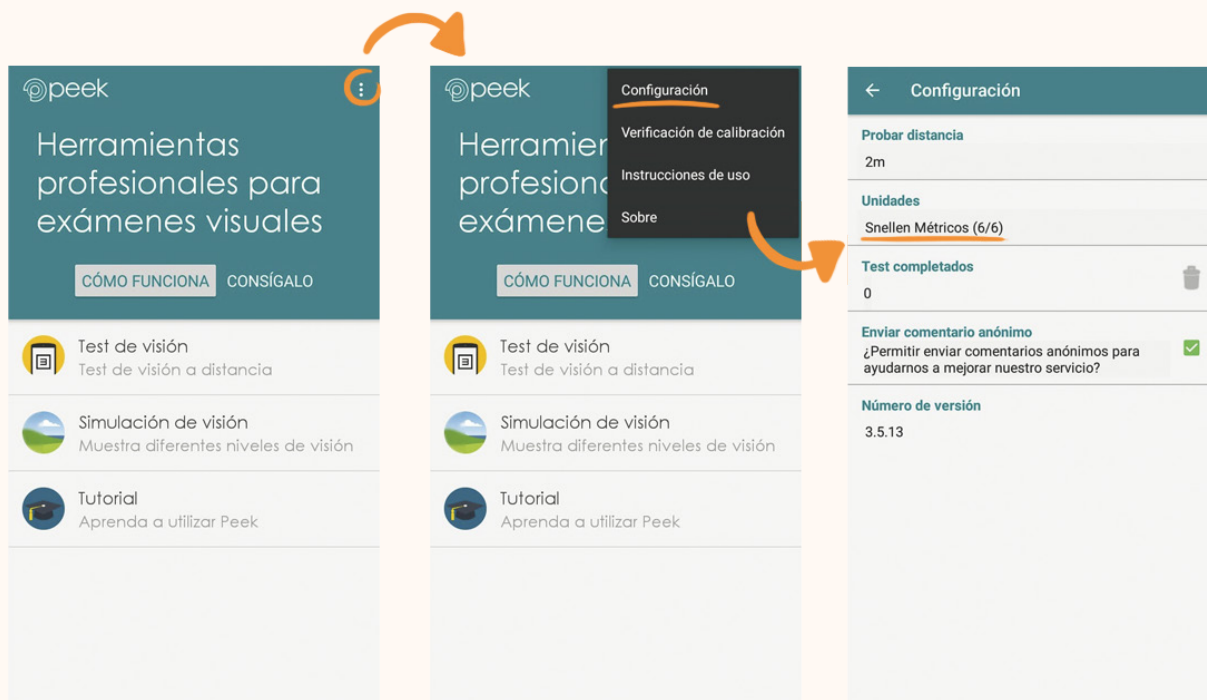 peek
Herramientas
profesionales para
exámenes visuales
CÓMO FUNCIONA CONSÍGALO
Test de visión
Test de visión a distancia
Simulación de visión
Muestra diferentes niveles de visión
Tutorial
Aprenda a utilizar Peek
peek
Herramier
profesion
exámene
Configuración
Verificación de calibración
Instrucciones de uso
Sobre
CÓMO FUNCIONA CONSÍGALO
Test de visión
Test de visión a distancia
Simulación de visión
Muestra diferentes niveles de visión
Tutorial
Aprenda a utilizar Peek
Configuración
Probar distancia
2m
Unidades
Snellen Métricos (6/6)
Test completados
0
Enviar comentario anónimo
¿Permitir enviar comentarios anónimos para
ayudarnos a mejorar nuestro servicio?
Número de versión
3.5.13